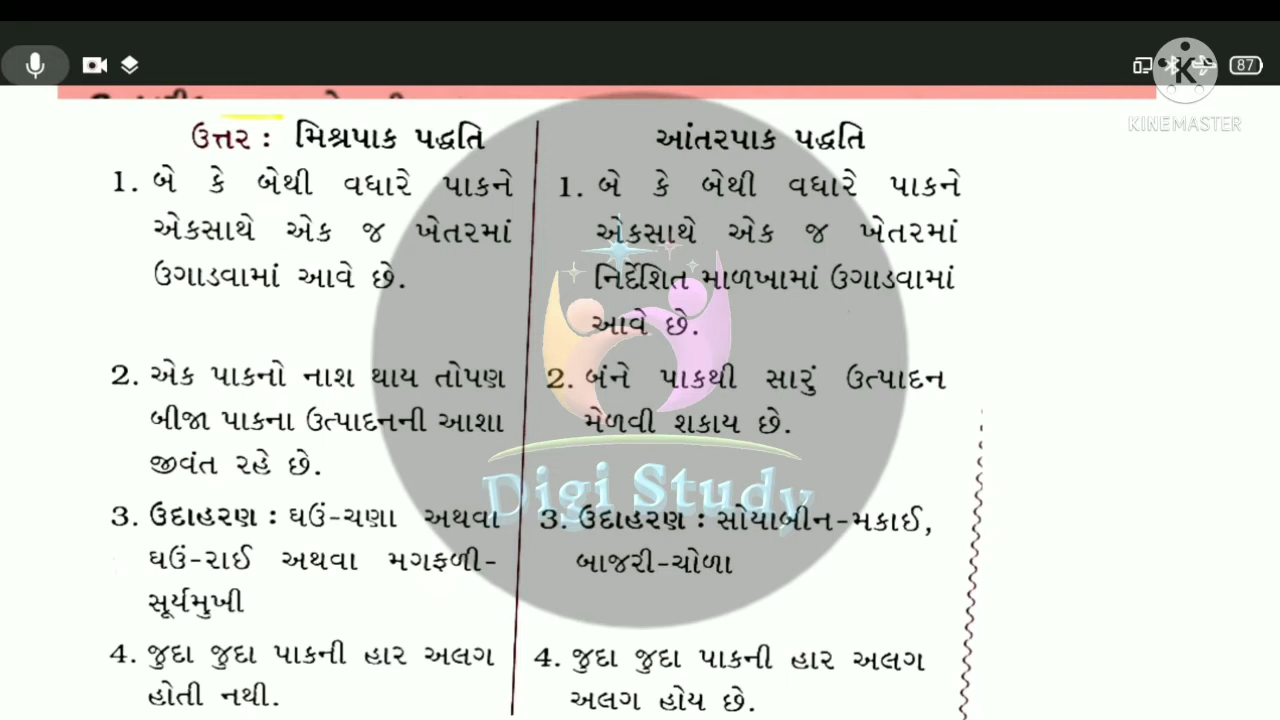 87
KINEMASTER
ઉત્તર : મિશ્રપાક પદ્ધતિ
1. બે કે બેથી વધારે પાકને
એકસાથે એક જ ખેતરમાં
ઉગાડવામાં આવે છે.
2. એક પાકનો નાશ થાય તોપણ
બીજા પાકના ઉત્પાદનની આશા
જીવંત રહે છે.
3. ઉદાહરણ : ઘઉં-ચણા અથવા
ઘઉં-રાઈ અથવા મગફળી-
સૂર્યમુખી
4. જુદા જુદા પાકની હાર અલગ
હોતી નથી.
આંતરપાક પદ્ધતિ
1. બે કે બેથી વધારે પાકને
એકસાથે એક જ ખેતરમાં
નિર્દેશિત માળખામાં ઉગાડવામાં
આવે છે.
2. બંને પાકથી સારું ઉત્પાદન
મેળવી શકાય છે.
3. ઉદાહરણ : સોયાબીન-મકાઈ,
બાજરી-ચોળા
4. જુદા જુદા પાકની હાર અલગ
અલગ હોય છે.
Digi Study